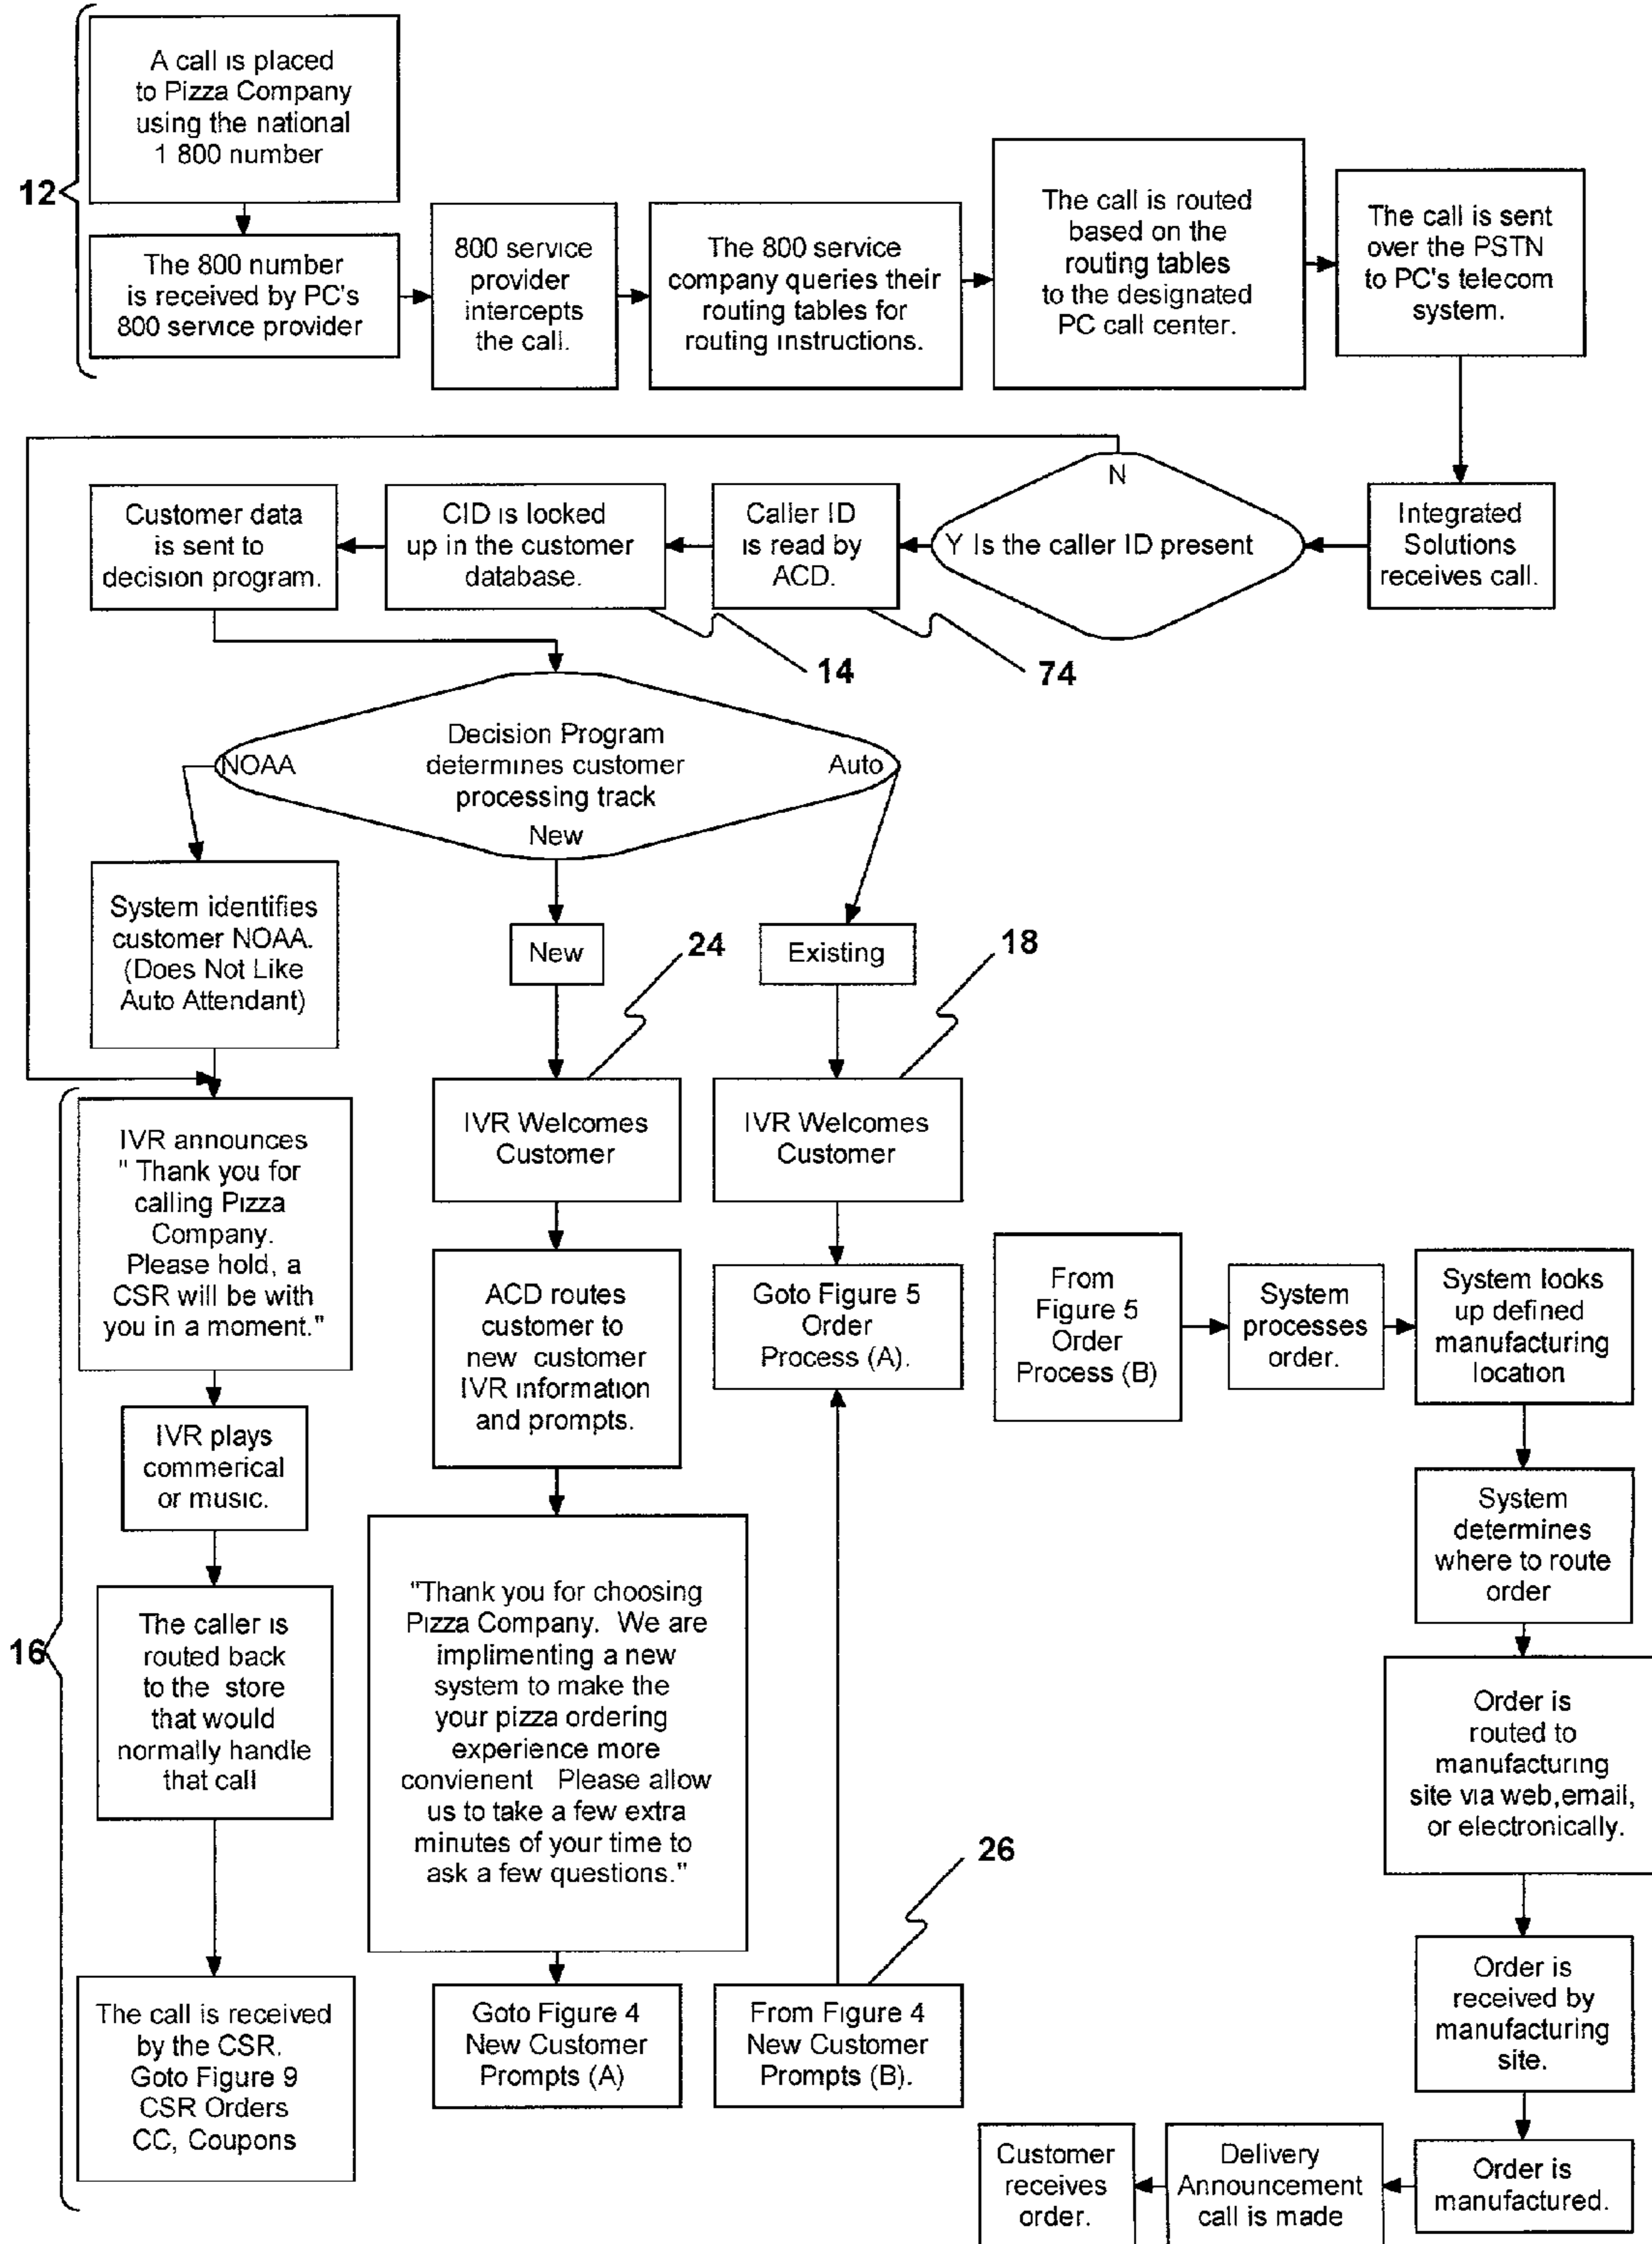 A call is placed
to Pizza Company
using the national
1 800 number
12
The 800 number
is received by PC's
800 service provider
800 service
provider
intercepts
the call.
The 800 service
company queries their
routing tables for
routing instructions.
The call is routed
based on the
routing tables
to the designated
PC call center.
The call is sent
over the PSTN
to PC's telecom
system.
Integrated
Solutions
receives call.
N
Y Is the caller ID present
Caller ID
is read by
ACD.
74
CID is looked
up in the customer
database.
14
Customer data
is sent to
decision program.
Decision Program
determines customer
processing track
NOAA
Auto
New
System identifies
customer NOAA.
(Does Not Like
Auto Attendant)
New
24
Existing
18
16
IVR announces
" Thank you for
calling Pizza
Company.
Please hold, a
CSR will be with
you in a moment."
IVR plays
commerical
or music.
The caller is
routed back
to the store
that would
normally handle
that call
The call is received
by the CSR.
Goto Figure 9
CSR Orders
CC, Coupons
IVR Welcomes
Customer
ACD routes
customer to
new customer
IVR information
and prompts.
"Thank you for choosing
Pizza Company. We are
implimenting a new
system to make the
your pizza ordering
experience more
convienent Please allow
us to take a few extra
minutes of your time to
ask a few questions."
Goto Figure 4
New Customer
Prompts (A)
IVR Welcomes
Customer
Goto Figure 5
Order
Process (A).
26
From Figure 4
New Customer
Prompts (B).
From
Figure 5
Order
Process (B)
System
processes
order.
System looks
up defined
manufacturing
location
System
determines
where to route
order
Order is
routed to
manufacturing
site via web,email,
or electronically.
Order is
received by
manufacturing
site.
Order is
manufactured.
Delivery
Announcement
call is made
Customer
receives
order.